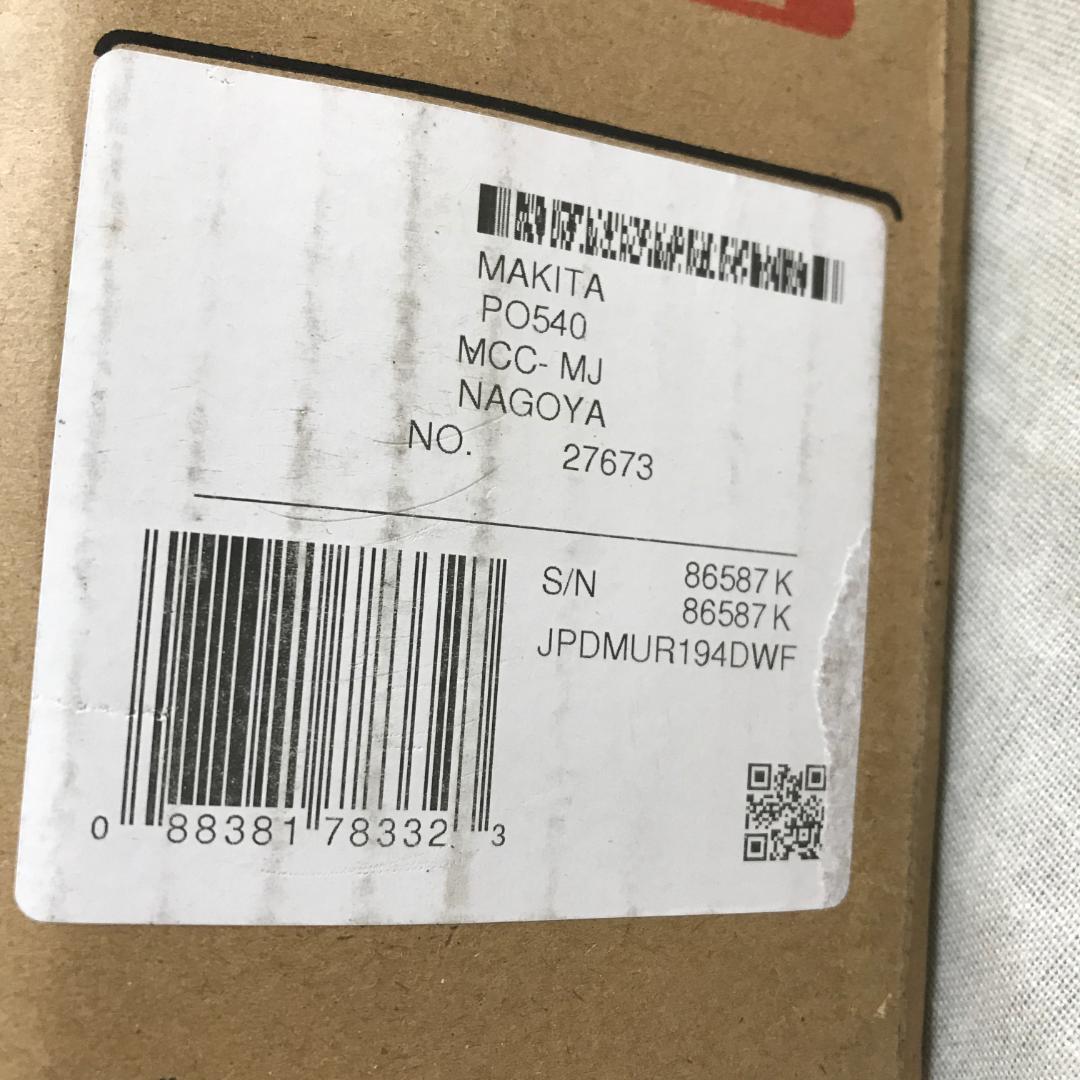 MAKITA
PO540
MCC- MJ
NAGOYA
NO. 27673
S/N 86587 K
86587 K
JPDMUR194DWF
0 88381 78332 3